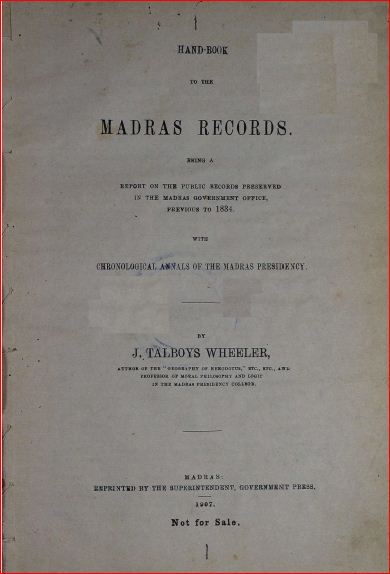 HAND-BOOK
TO THE
MADRAS RECORDS.
BEING A
REPORT ON THE PUBLIC RECORDS PRESERVED
IN THE MADRAS GOVERNMENT OFFICE,
PREVIOUS TO 1834.
WITH
CHRONOLOGICAL ANNALS OF THE MADRAS PRESIDENCY.
BY
J. TALBOYS WHEELER,
AUTHOR OF THE "GEOGRAPHY OF HERODOTUS," ETC., ETC., AND
PROFESSOR OF MORAL PHILOSOPHY AND LOGIC
IN THE MADRAS PRESIDENCY COLLEGE.
MADRAS:
REPRINTED BY THE SUPERINTENDENT, GOVERNMENT PRESS.
1907.
Not for Sale.